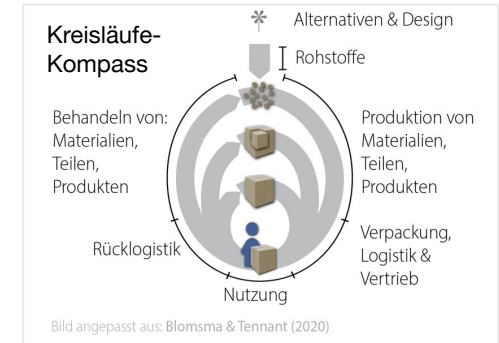 Kreisläufe-
Kompass
Alternativen & Design
Rohstoffe
Behandeln von:
Materialien,
Teilen,
Produkten
Produktion von
Materialien,
Teilen,
Produkten
Rücklogistik
Verpackung,
Logistik &
Vertrieb
Nutzung
Bild angepasst aus: Blomsma & Tennant (2020)